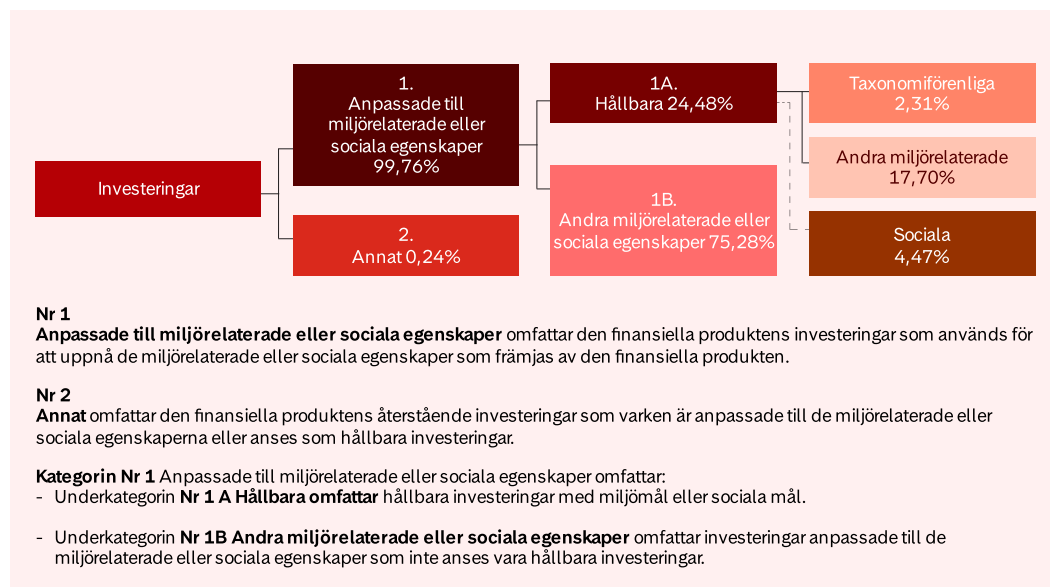 Investeringar
1.
Anpassade till
miljörelaterade eller
sociala egenskaper
99,76%
2.
Annat 0,24%
1A.
Hållbara 24,48%
1B.
Andra miljörelaterade eller
sociala egenskaper 75,28%
Taxonomiförenliga
2,31%
Andra miljörelaterade
17,70%
Sociala
4,47%
Nr 1
Anpassade till miljörelaterade eller sociala egenskaper omfattar den finansiella produktens investeringar som används för
att uppnå de miljörelaterade eller sociala egenskaper som främjas av den finansiella produkten.
Nr 2
Annat omfattar den finansiella produktens återstående investeringar som varken är anpassade till de miljörelaterade eller
sociala egenskaperna eller anses som hållbara investeringar.
Kategorin Nr 1 Anpassade till miljörelaterade eller sociala egenskaper omfattar:
- Underkategorin Nr 1 A Hållbara omfattar hållbara investeringar med miljömål eller sociala mål.
- Underkategorin Nr 1B Andra miljörelaterade eller sociala egenskaper omfattar investeringar anpassade till de
miljörelaterade eller sociala egenskaper som inte anses vara hållbara investeringar.